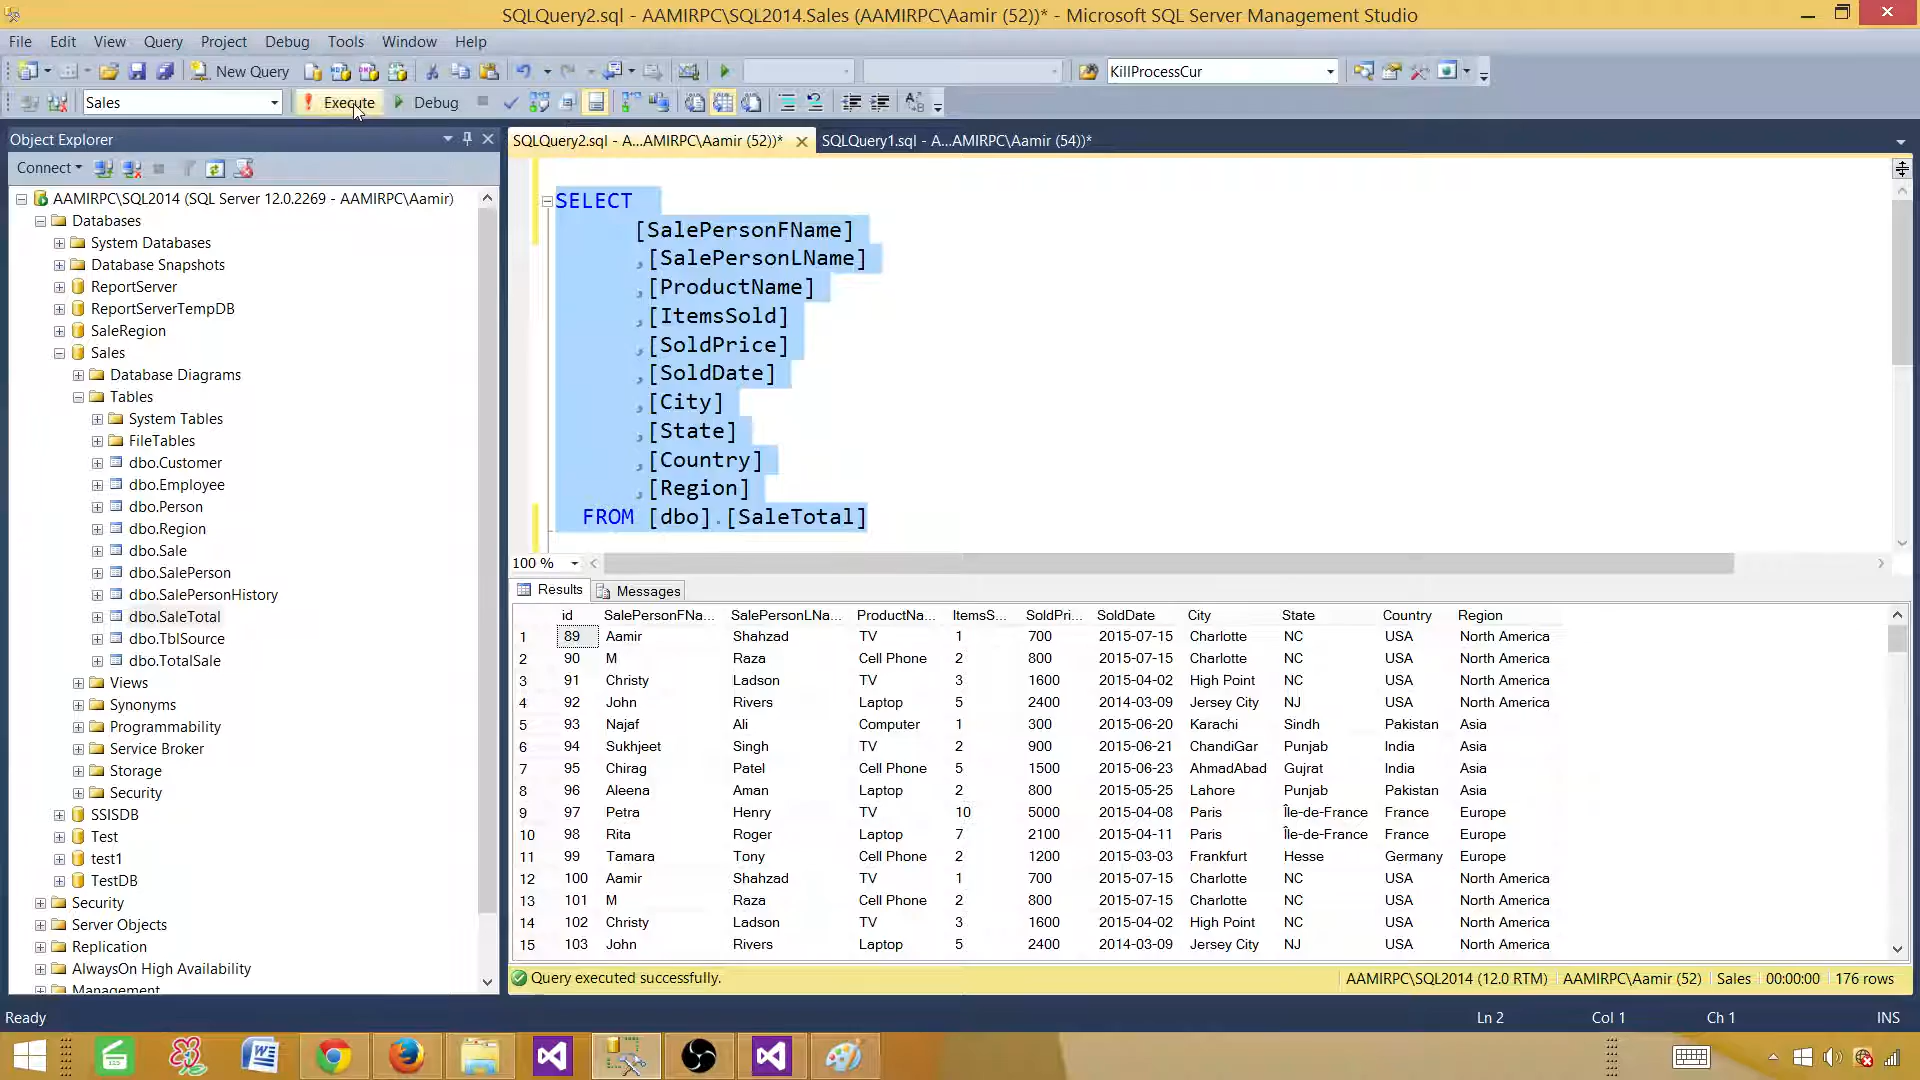 SQLQuery2.sql - AAMIRPC\SQL2014.Sales (AAMIRPC\Aamir (52))* - Microsoft SQL Server Management Studio
File Edit View Query Project Debug Tools Window Help
New Query KillProcessCur
Sales Execute Debug
Object Explorer
Connect
AAMIRPC\SQL2014 (SQL Server 12.0.2269 - AAMIRPC\Aamir)
Databases
System Databases
Database Snapshots
ReportServer
ReportServerTempDB
SaleRegion
Sales
Database Diagrams
Tables
System Tables
FileTables
dbo.Customer
dbo.Employee
dbo.Person
dbo.Region
dbo.Sale
dbo.SalePerson
dbo.SalePersonHistory
dbo.SaleTotal
dbo.TblSource
dbo.TotalSale
Views
Synonyms
Programmability
Service Broker
Storage
Security
SSISDB
Test
test1
TestDB
Security
Server Objects
Replication
AlwaysOn High Availability
Management
SQLQuery2.sql - A...AMIRPC\Aamir (52))* SQLQuery1.sql - A...AMIRPC\Aamir (54))*
SELECT
[SalePersonFName]
,[SalePersonLName]
,[ProductName]
,[ItemsSold]
,[SoldPrice]
,[SoldDate]
,[City]
,[State]
,[Country]
,[Region]
FROM [dbo].[SaleTotal]
100 %
Results Messages
id SalePersonFNa... SalePersonLNa... ProductNa... ItemsS... SoldPri... SoldDate City State Country Region
1 89 Aamir Shahzad TV 1 700 2015-07-15 Charlotte NC USA North America
2 90 M Raza Cell Phone 2 800 2015-07-15 Charlotte NC USA North America
3 91 Christy Ladson TV 3 1600 2015-04-02 High Point NC USA North America
4 92 John Rivers Laptop 5 2400 2014-03-09 Jersey City NJ USA North America
5 93 Najaf Ali Computer 1 300 2015-06-20 Karachi Sindh Pakistan Asia
6 94 Sukhjeet Singh TV 2 900 2015-06-21 ChandiGar Punjab India Asia
7 95 Chirag Patel Cell Phone 5 1500 2015-06-23 AhmadAbad Gujrat India Asia
8 96 Aleena Aman Laptop 2 800 2015-05-25 Lahore Punjab Pakistan Asia
9 97 Petra Henry TV 10 5000 2015-04-08 Paris Île-de-France France Europe
10 98 Rita Roger Laptop 7 2100 2015-04-11 Paris Île-de-France France Europe
11 99 Tamara Tony Cell Phone 2 1200 2015-03-03 Frankfurt Hesse Germany Europe
12 100 Aamir Shahzad TV 1 700 2015-07-15 Charlotte NC USA North America
13 101 M Raza Cell Phone 2 800 2015-07-15 Charlotte NC USA North America
14 102 Christy Ladson TV 3 1600 2015-04-02 High Point NC USA North America
15 103 John Rivers Laptop 5 2400 2014-03-09 Jersey City NJ USA North America
Query executed successfully. AAMIRPC\SQL2014 (12.0 RTM) AAMIRPC\Aamir (52) Sales 00:00:00 176 rows
Ready Ln 2 Col 1 Ch 1 INS